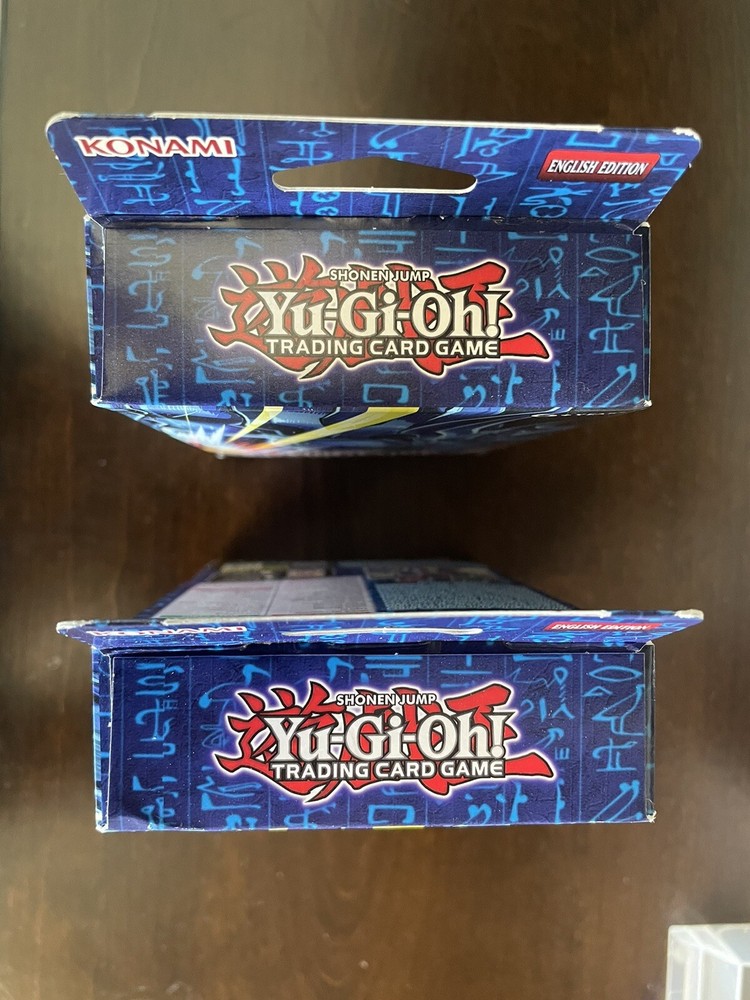 KONAMI
ENGLISH EDITION
SHONEN JUMP
Yu-Gi-Oh!
TRADING CARD GAME
KONAMI
ENGLISH EDITION
SHONEN JUMP
Yu-Gi-Oh!
TRADING CARD GAME